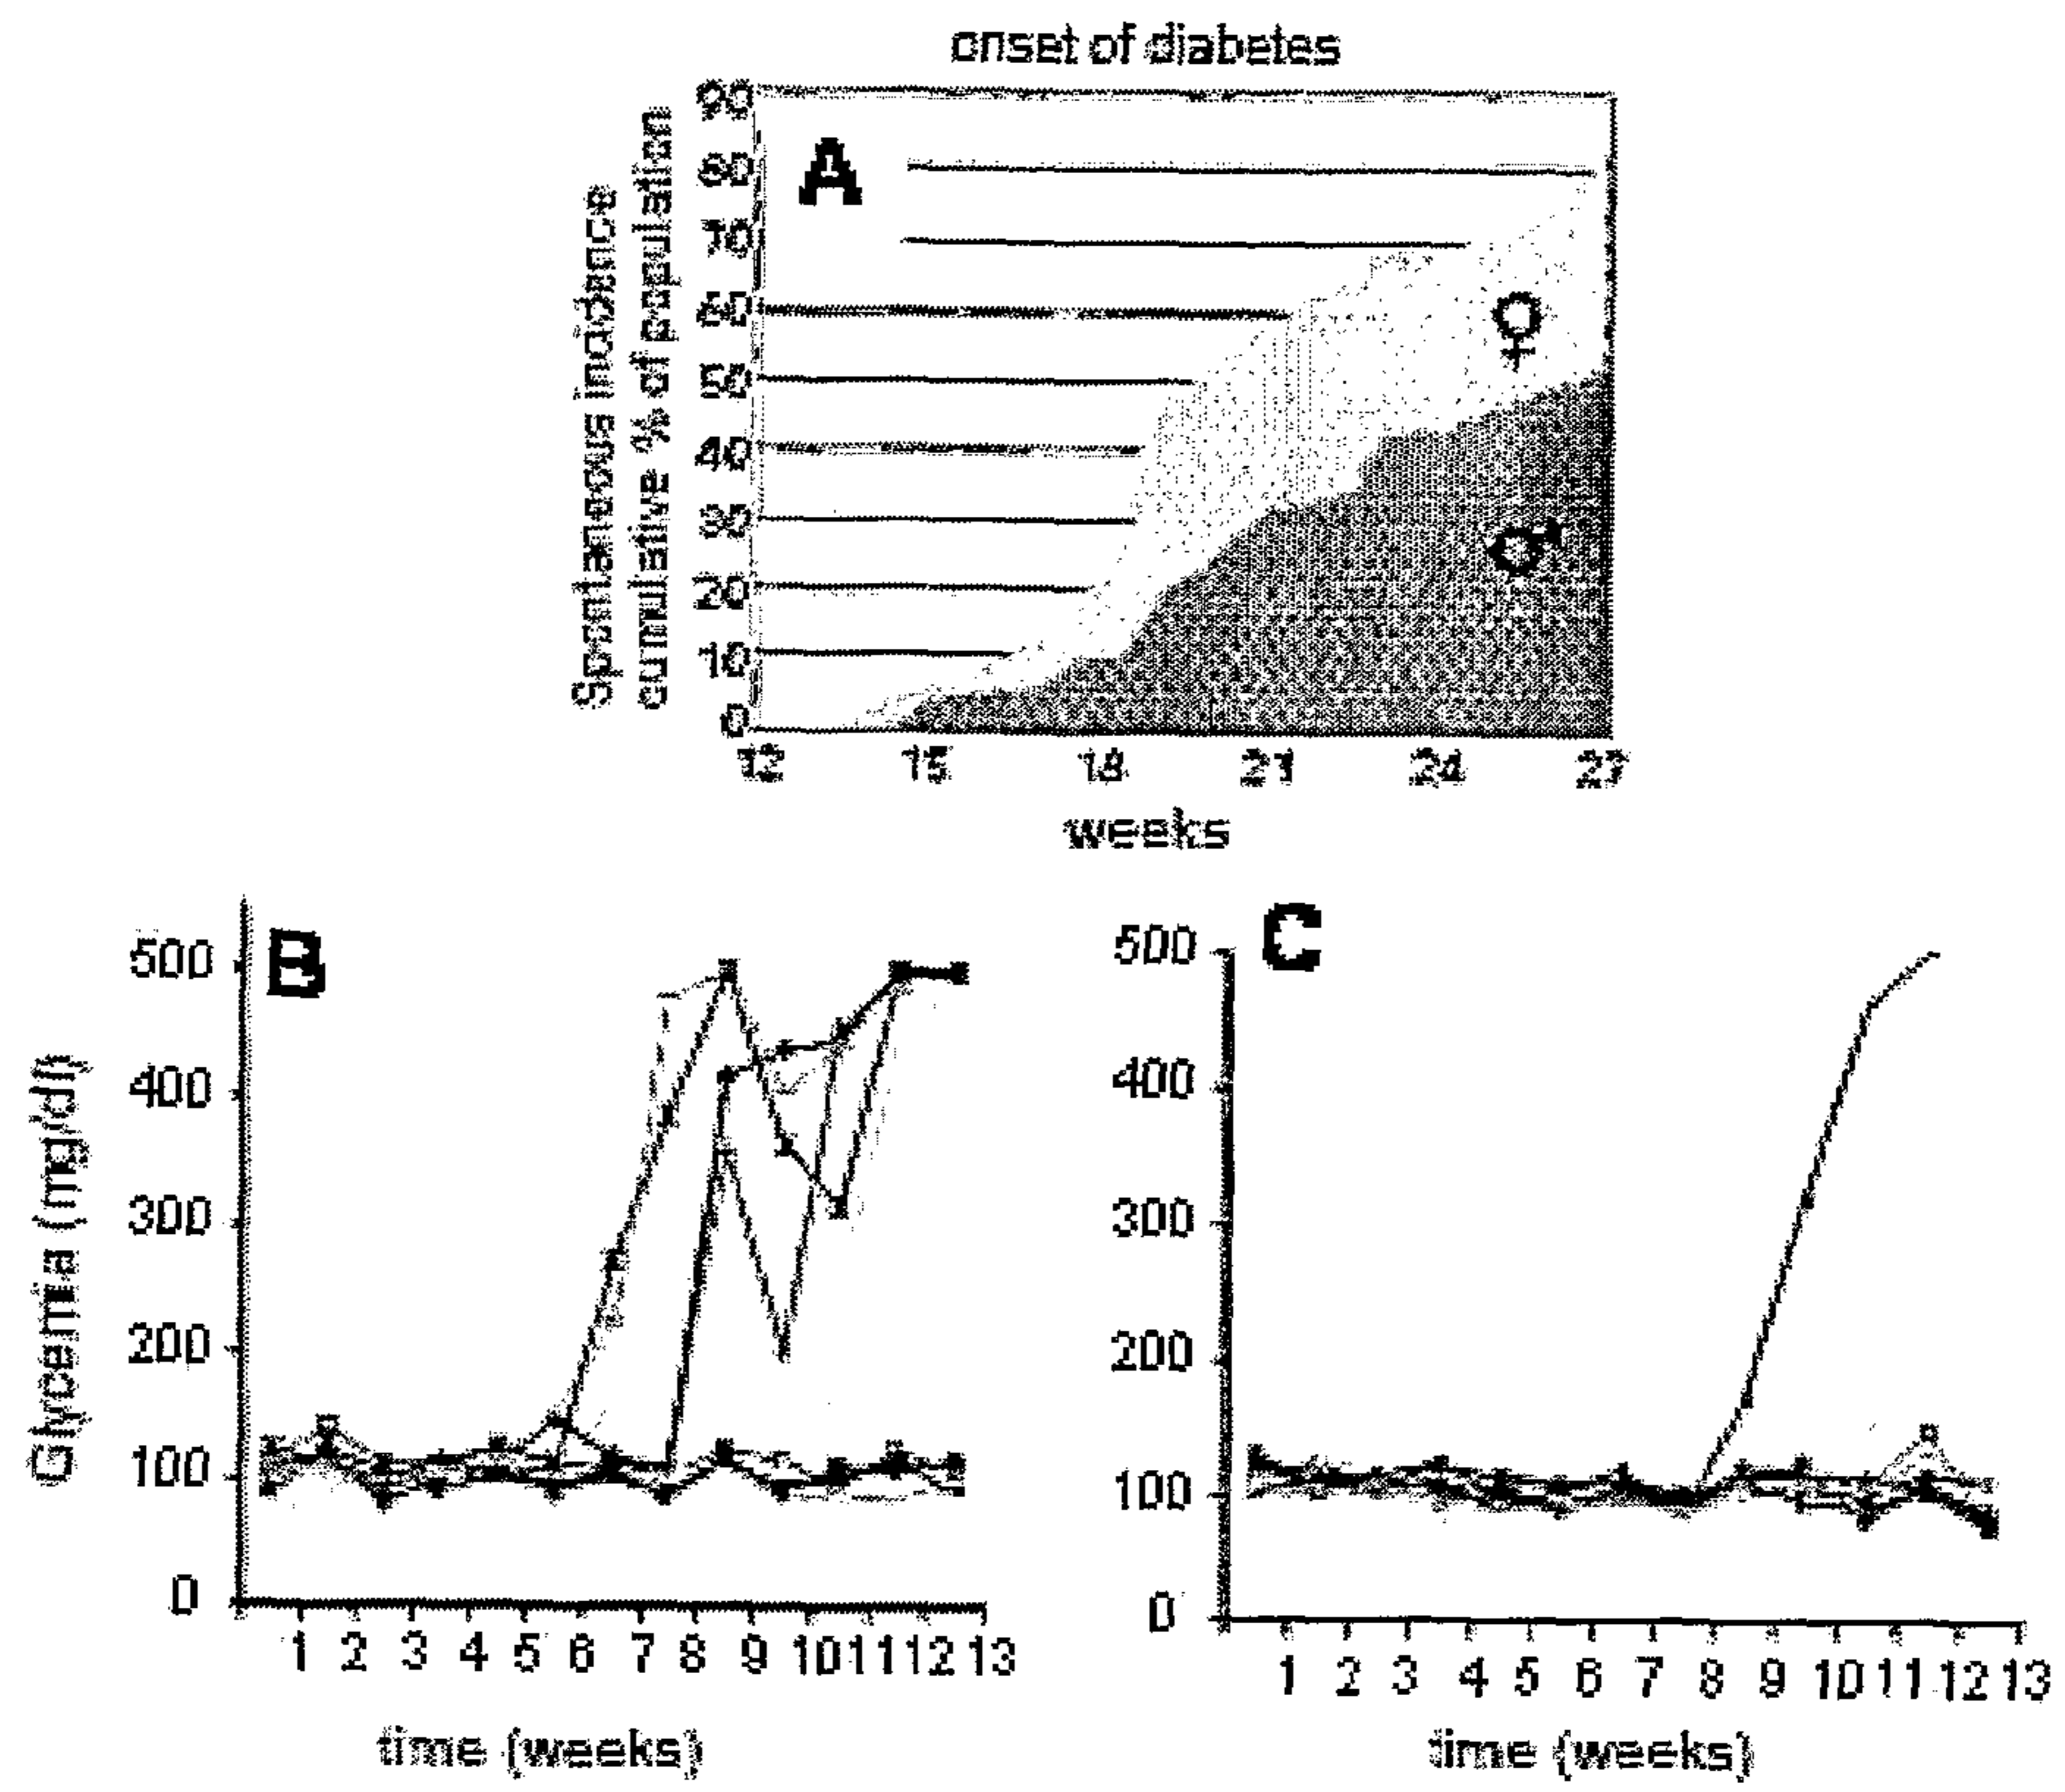 onset of diabetes
A
Spontaneous incidence
cumulative % of population
90
80
70
60
50
40
30
20
10
0
♀
♂
12 15 18 21 24 27
weeks
B
Glycemia (mg/dl)
500
400
300
200
100
0
1 2 3 4 5 6 7 8 9 10 11 12 13
time (weeks)
C
500
400
300
200
100
0
1 2 3 4 5 6 7 8 9 10 11 12 13
time (weeks)